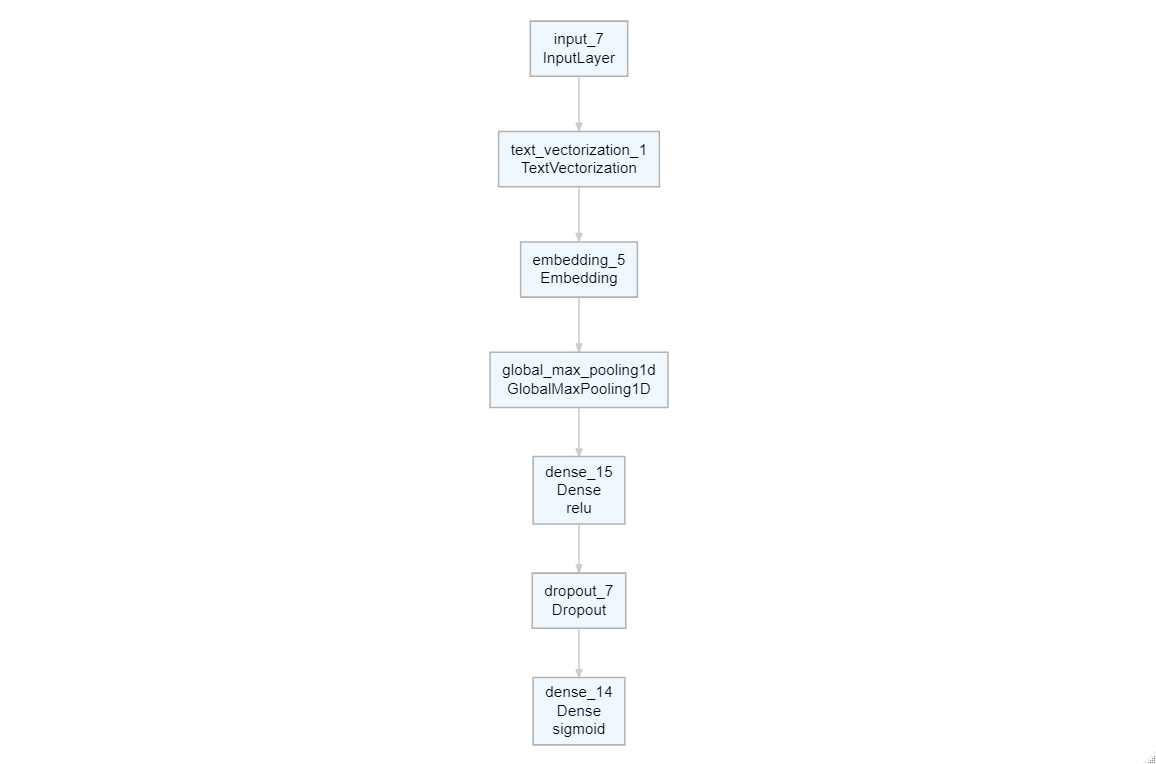 input_7
InputLayer
text_vectorization_1
TextVectorization
embedding_5
Embedding
global_max_pooling1d
GlobalMaxPooling1D
dense_15
Dense
relu
dropout_7
Dropout
dense_14
Dense
sigmoid